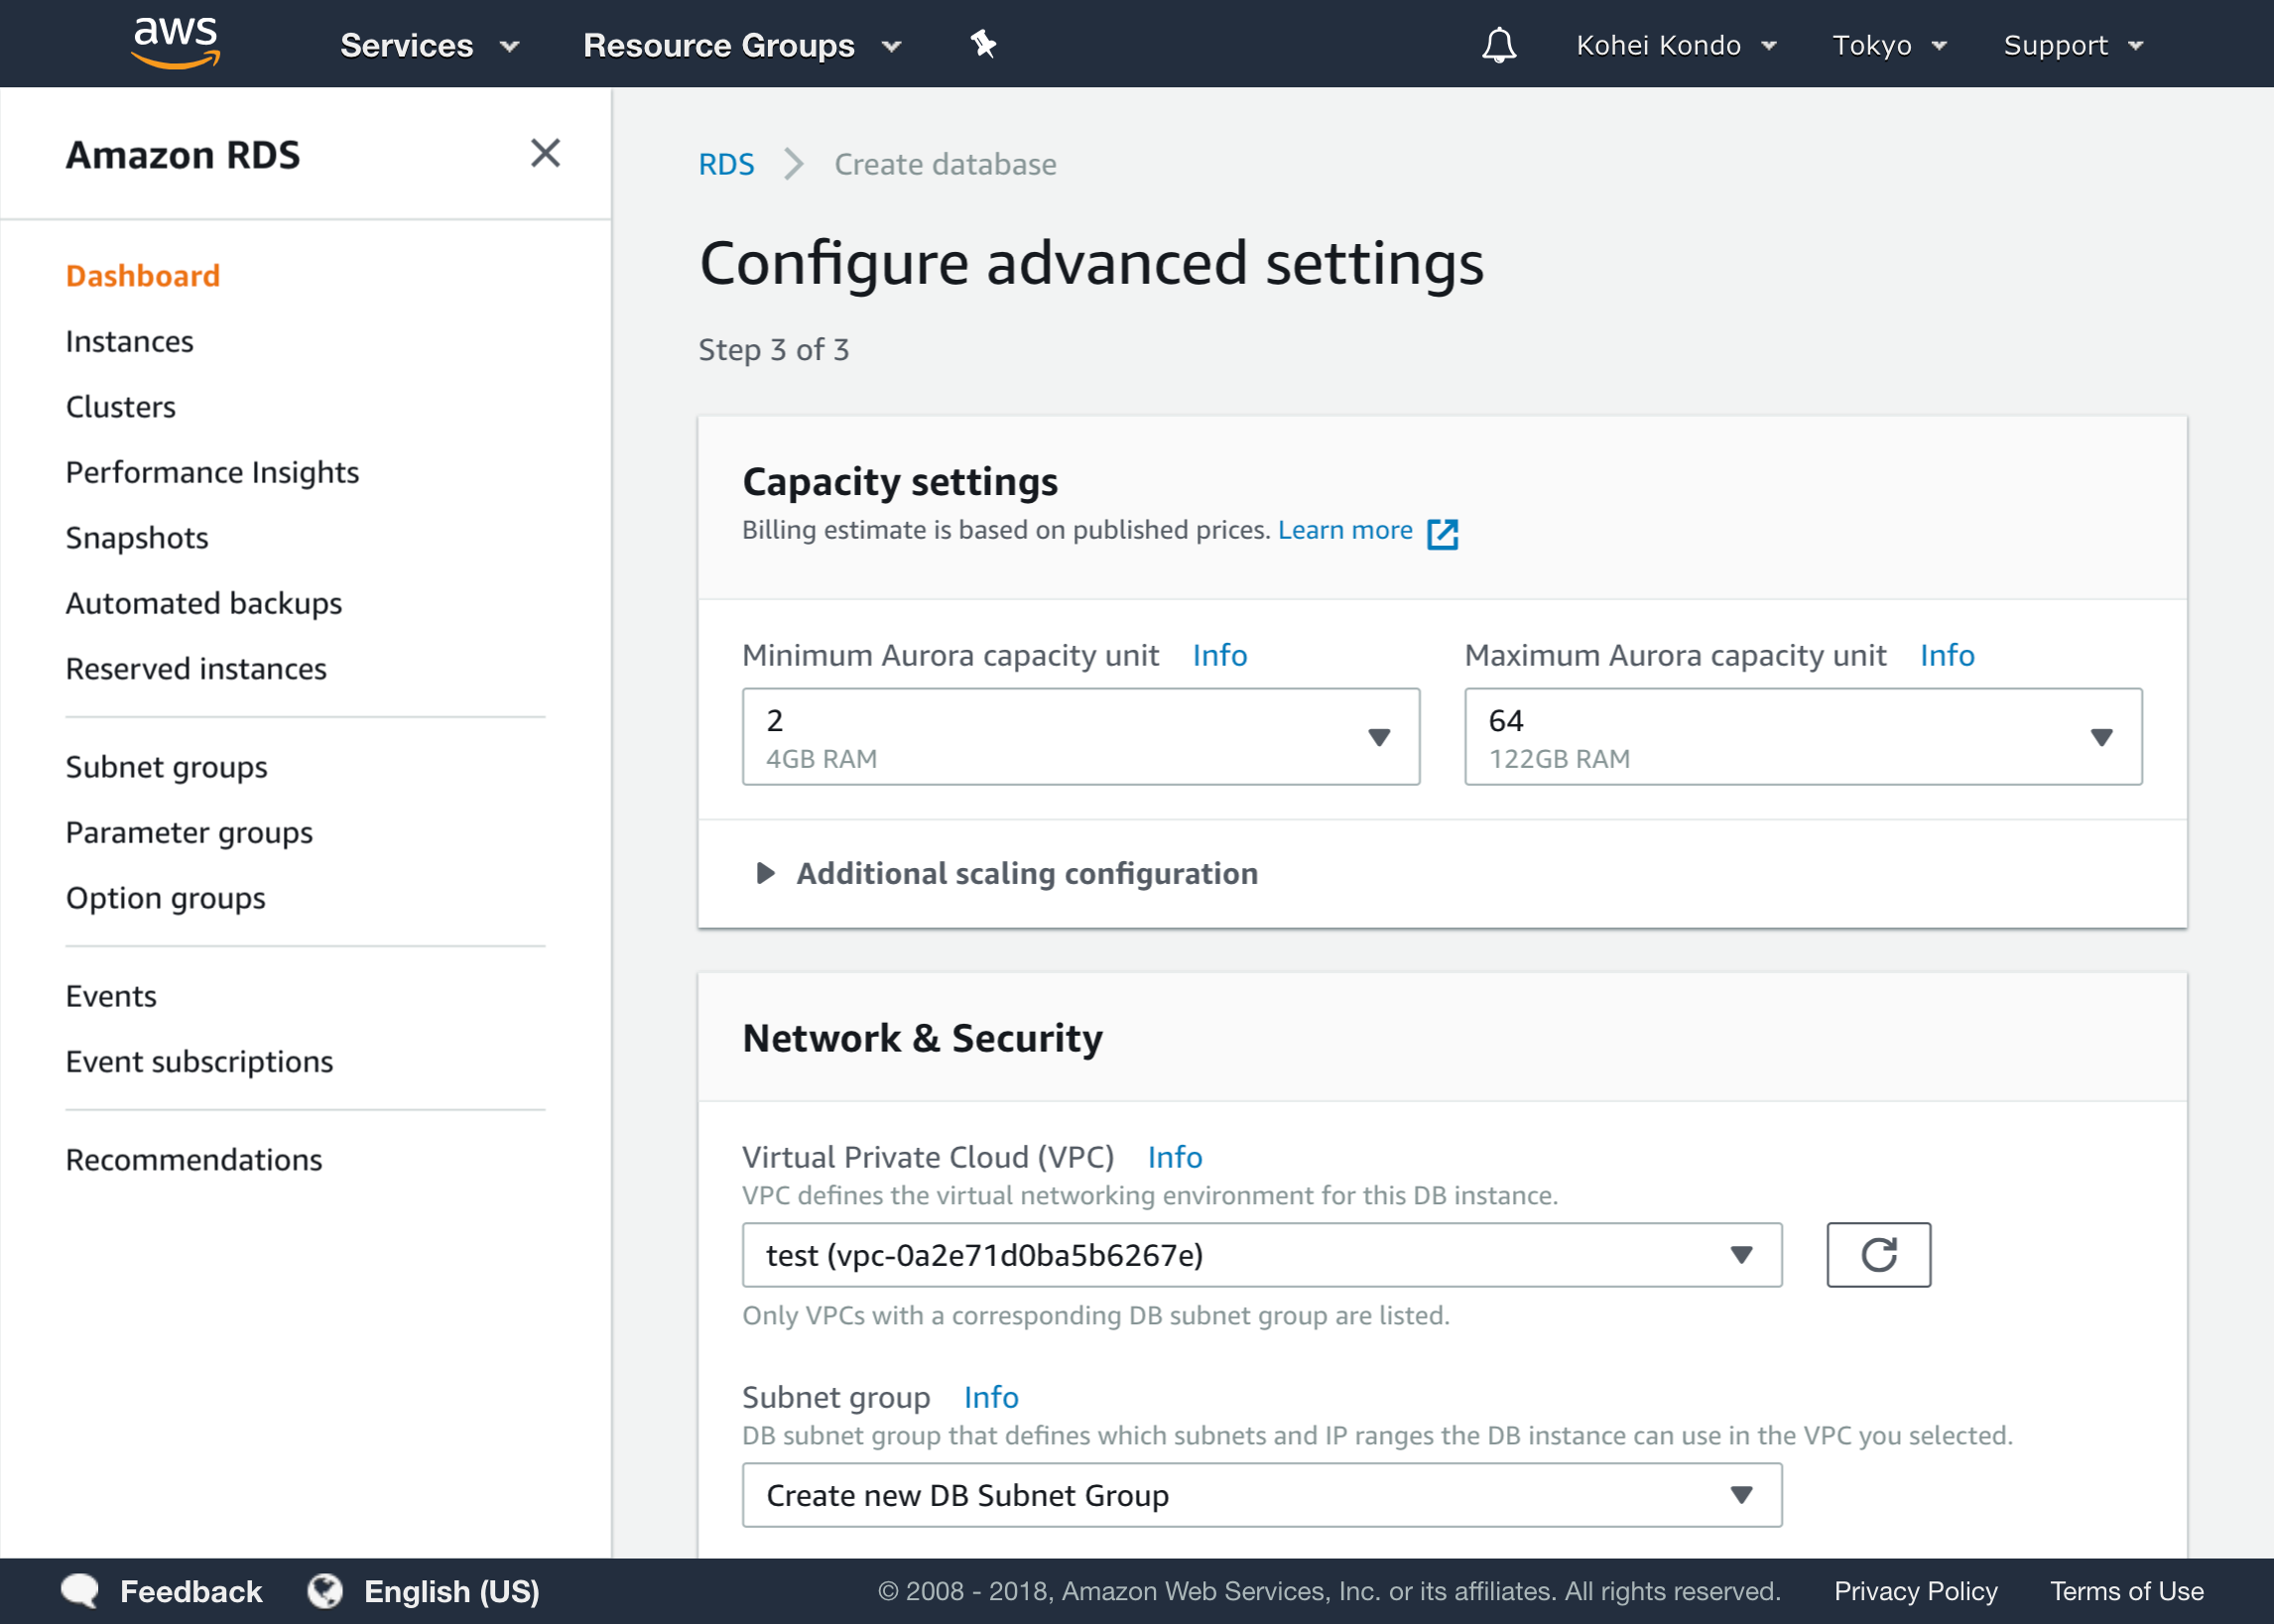 aws Services Resource Groups Kohei Kondo Tokyo Support
Amazon RDS
Dashboard
Instances
Clusters
Performance Insights
Snapshots
Automated backups
Reserved instances
Subnet groups
Parameter groups
Option groups
Events
Event subscriptions
Recommendations
RDS Create database
Configure advanced settings
Step 3 of 3
Capacity settings
Billing estimate is based on published prices. Learn more
Minimum Aurora capacity unit Info
2
4GB RAM
Maximum Aurora capacity unit Info
64
122GB RAM
Additional scaling configuration
Network & Security
Virtual Private Cloud (VPC) Info
VPC defines the virtual networking environment for this DB instance.
test (vpc-0a2e71d0ba5b6267e)
Only VPCs with a corresponding DB subnet group are listed.
Subnet group Info
DB subnet group that defines which subnets and IP ranges the DB instance can use in the VPC you selected.
Create new DB Subnet Group
Feedback English (US) © 2008 - 2018, Amazon Web Services, Inc. or its affiliates. All rights reserved. Privacy Policy Terms of Use